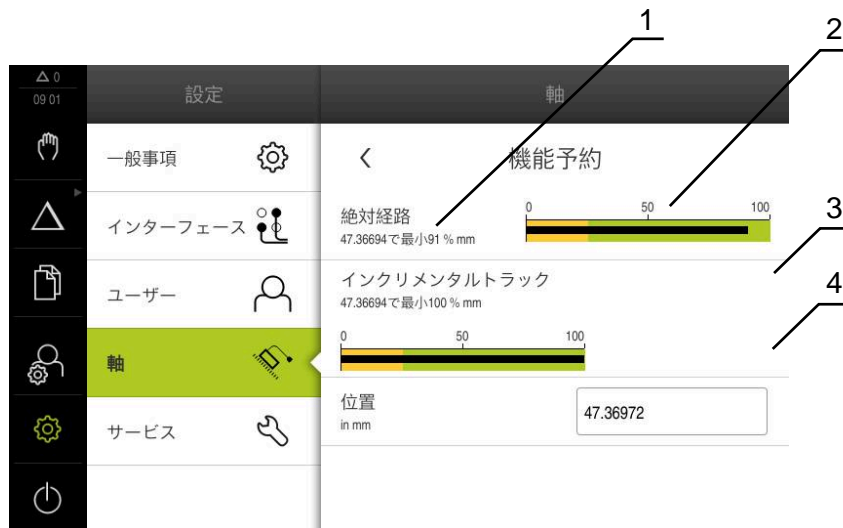 1
2
3
4
0
09 01
設定
軸
一般事項
インターフェース
ユーザー
軸
サービス
機能予約
絶対経路
47.36694で最小91 % mm
0 50 100
インクリメンタルトラック
47.36694で最小100 % mm
0 50 100
位置
in mm
47.36972